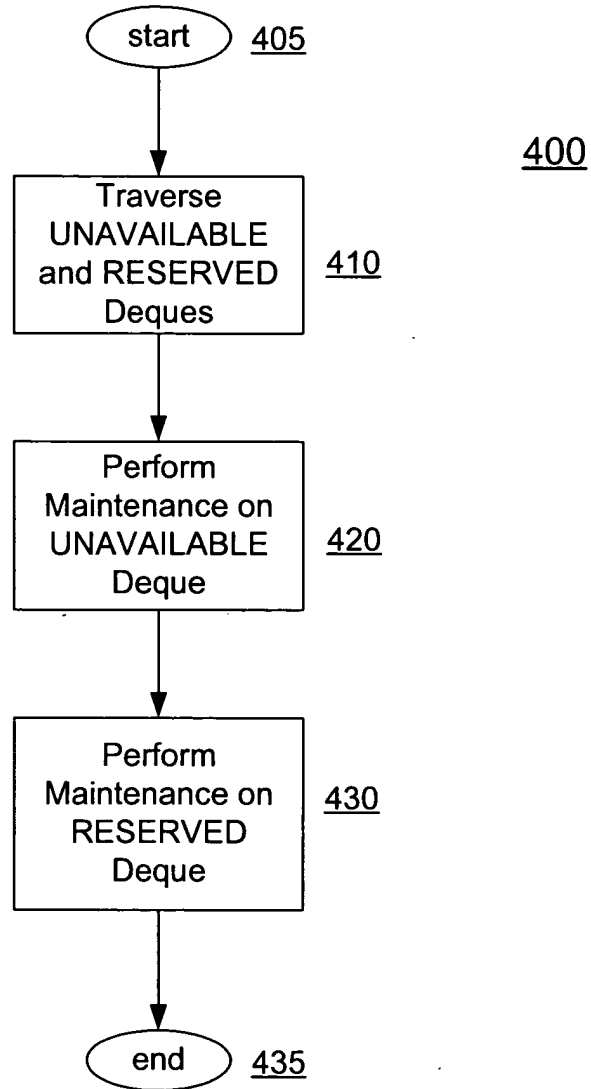 start
405
400
Traverse
UNAVAILABLE
and RESERVED
Deques
410
Perform
Maintenance on
UNAVAILABLE
Deque
420
Perform
Maintenance on
RESERVED
Deque
430
end
435